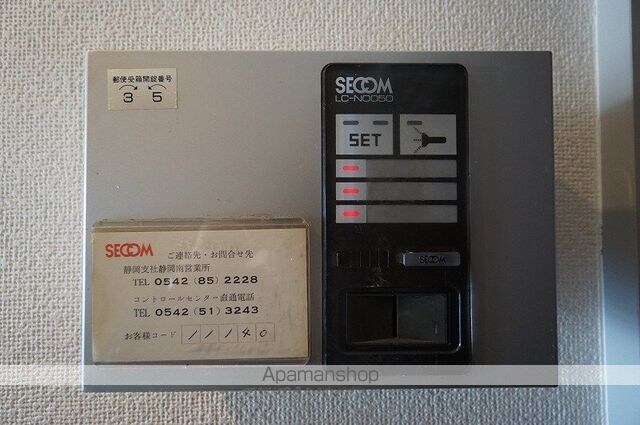 郵便受箱開錠番号
3 5
SECOM
LC-N0050
SET
SECOM
SECOM
ご連絡先・お問合せ先
静岡支社静岡南営業所
TEL 0542 (85) 2228
コントロールセンター直通電話
TEL 0542 (51) 3243
お客様コード 11140
Apamanshop